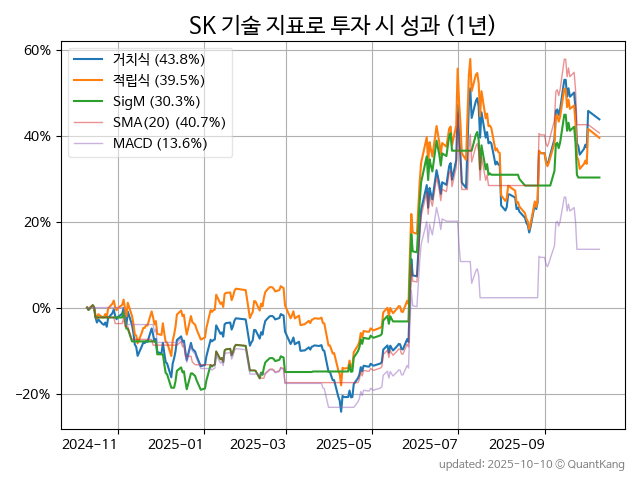 SK 기술 지표로 투자 시 성과 (1년)
60%
40%
20%
0%
−20%
거치식 (43.8%)
적립식 (39.5%)
SigM (30.3%)
SMA(20) (40.7%)
MACD (13.6%)
2024−11
2025−01
2025−03
2025−05
2025−07
2025−09
updated: 2025-10-10 © QuantKang